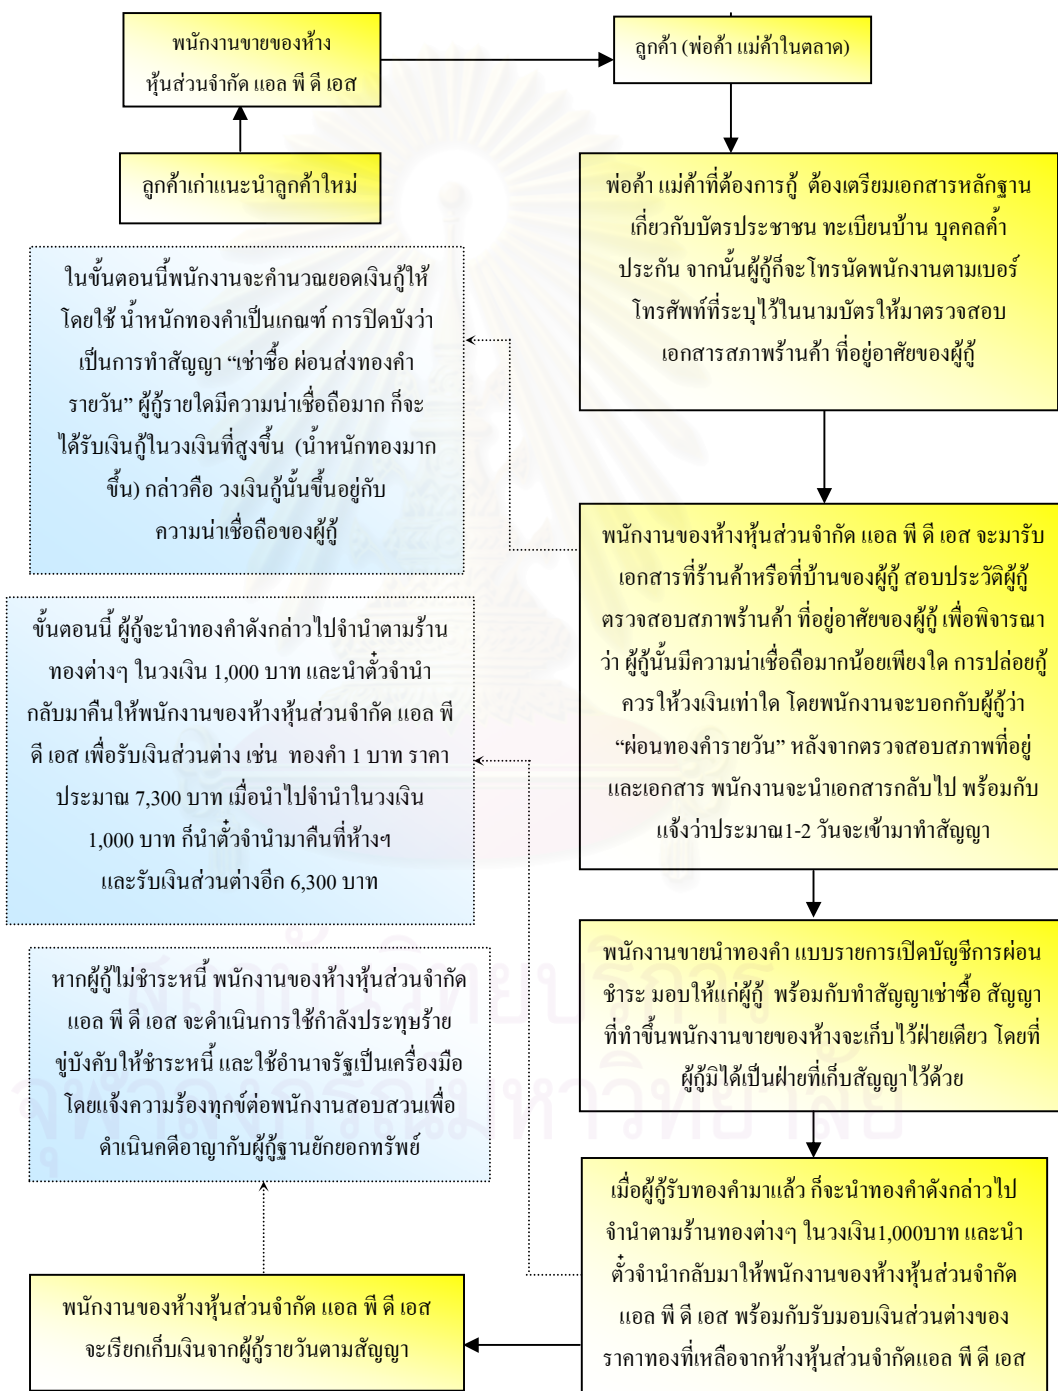 พนักงานขายของห้าง
หุ้นส่วนจำกัด แอล พี ดี เอส
ลูกค้า (พ่อค้า แม่ค้าในตลาด)
ลูกค้าเก่าแนะนำลูกค้าใหม่
พ่อค้า แม่ค้าที่ต้องการกู้ ต้องเตรียมเอกสารหลักฐาน
เกี่ยวกับบัตรประชาชน ทะเบียนบ้าน บุคคลค้ำ
ประกัน จากนั้นผู้กู้ก็จะโทรนัดพนักงานตามเบอร์
โทรศัพท์ที่ระบุไว้ในนามบัตรให้มาตรวจสอบ
เอกสารสภาพร้านค้า ที่อยู่อาศัยของผู้กู้
ในขั้นตอนนี้พนักงานจะคำนวณยอดเงินกู้ให้
โดยใช้ น้ำหนักทองคำเป็นเกณฑ์ การปิดบังว่า
เป็นการทำสัญญา “เช่าซื้อ ผ่อนส่งทองคำ
รายวัน” ผู้กู้รายใดมีความน่าเชื่อถือมาก ก็จะ
ได้รับเงินกู้ในวงเงินที่สูงขึ้น (น้ำหนักทองมาก
ขึ้น) กล่าวคือ วงเงินกู้นั้นขึ้นอยู่กับ
ความน่าเชื่อถือของผู้กู้
พนักงานของห้างหุ้นส่วนจำกัด แอล พี ดี เอส จะมารับ
เอกสารที่ร้านค้าหรือที่บ้านของผู้กู้ สอบประวัติผู้กู้
ตรวจสอบสภาพร้านค้า ที่อยู่อาศัยของผู้กู้ เพื่อพิจารณา
ว่า ผู้กู้นั้นมีความน่าเชื่อถือมากน้อยเพียงใด การปล่อยกู้
ควรให้วงเงินเท่าใด โดยพนักงานจะบอกกับผู้กู้ว่า
“ผ่อนทองคำรายวัน” หลังจากตรวจสอบสภาพที่อยู่
และเอกสาร พนักงานจะนำเอกสารกลับไป พร้อมกับ
แจ้งว่าประมาณ1-2 วันจะเข้ามาทำสัญญา
ขั้นตอนนี้ ผู้กู้จะนำทองคำดังกล่าวไปจำนำตามร้าน
ทองต่างๆ ในวงเงิน 1,000 บาท และนำตั๋วจำนำ
กลับมาคืนให้พนักงานของห้างหุ้นส่วนจำกัด แอล พี
ดี เอส เพื่อรับเงินส่วนต่าง เช่น ทองคำ 1 บาท ราคา
ประมาณ 7,300 บาท เมื่อนำไปจำนำในวงเงิน
1,000 บาท ก็นำตั๋วจำนำมาคืนที่ห้างฯ
และรับเงินส่วนต่างอีก 6,300 บาท
พนักงานขายนำทองคำ แบบรายการเปิดบัญชีการผ่อน
ชำระ มอบให้แก่ผู้กู้ พร้อมกับทำสัญญาเช่าซื้อ สัญญา
ที่ทำขึ้นพนักงานขายของห้างจะเก็บไว้ฝ่ายเดียว โดยที่
ผู้กู้มิได้เป็นฝ่ายที่เก็บสัญญาไว้ด้วย
หากผู้กู้ไม่ชำระหนี้ พนักงานของห้างหุ้นส่วนจำกัด
แอล พี ดี เอส จะดำเนินการใช้กำลังประทุษร้าย
ขู่บังคับให้ชำระหนี้ และใช้อำนาจรัฐเป็นเครื่องมือ
โดยแจ้งความร้องทุกข์ต่อพนักงานสอบสวนเพื่อ
ดำเนินคดีอาญากับผู้กู้ฐานยักยอกทรัพย์
เมื่อผู้กู้รับทองคำมาแล้ว ก็จะนำทองคำดังกล่าวไป
จำนำตามร้านทองต่างๆ ในวงเงิน1,000บาท และนำ
ตั๋วจำนำกลับมาให้พนักงานของห้างหุ้นส่วนจำกัด
แอล พี ดี เอส พร้อมกับรับมอบเงินส่วนต่างของ
ราคาทองที่เหลือจากห้างหุ้นส่วนจำกัดแอล พี ดี เอส
พนักงานของห้างหุ้นส่วนจำกัด แอล พี ดี เอส
จะเรียกเก็บเงินจากผู้กู้รายวันตามสัญญา
สถาบันวิทยบริการ
จุฬาลงกรณ์มหาวิทยาลัย